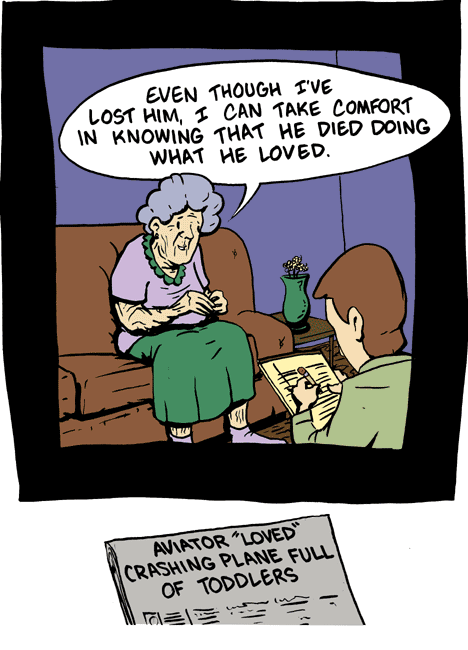 EVEN THOUGH I'VE
LOST HIM, I CAN TAKE COMFORT
IN KNOWING THAT HE DIED DOING
WHAT HE LOVED.
AVIATOR "LOVED"
CRASHING PLANE FULL
OF TODDLERS